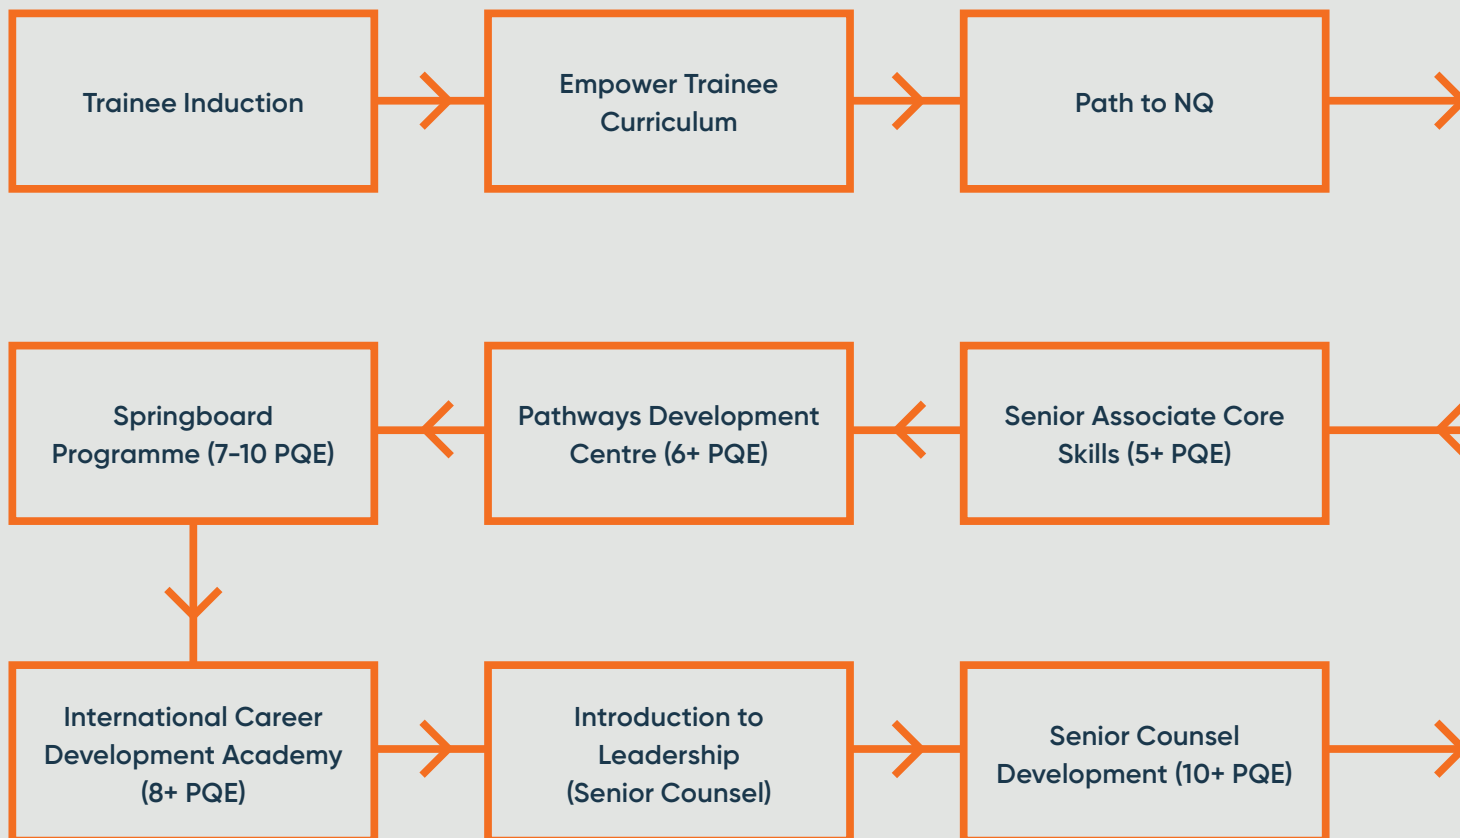 Trainee Induction
Empower Trainee
Curriculum
Path to NQ
Springboard
Programme (7-10 PQE)
Pathways Development
Centre (6+ PQE)
Senior Associate Core
Skills (5+ PQE)
International Career
Development Academy
(8+ PQE)
Introduction to
Leadership
(Senior Counsel)
Senior Counsel
Development (10+ PQE)